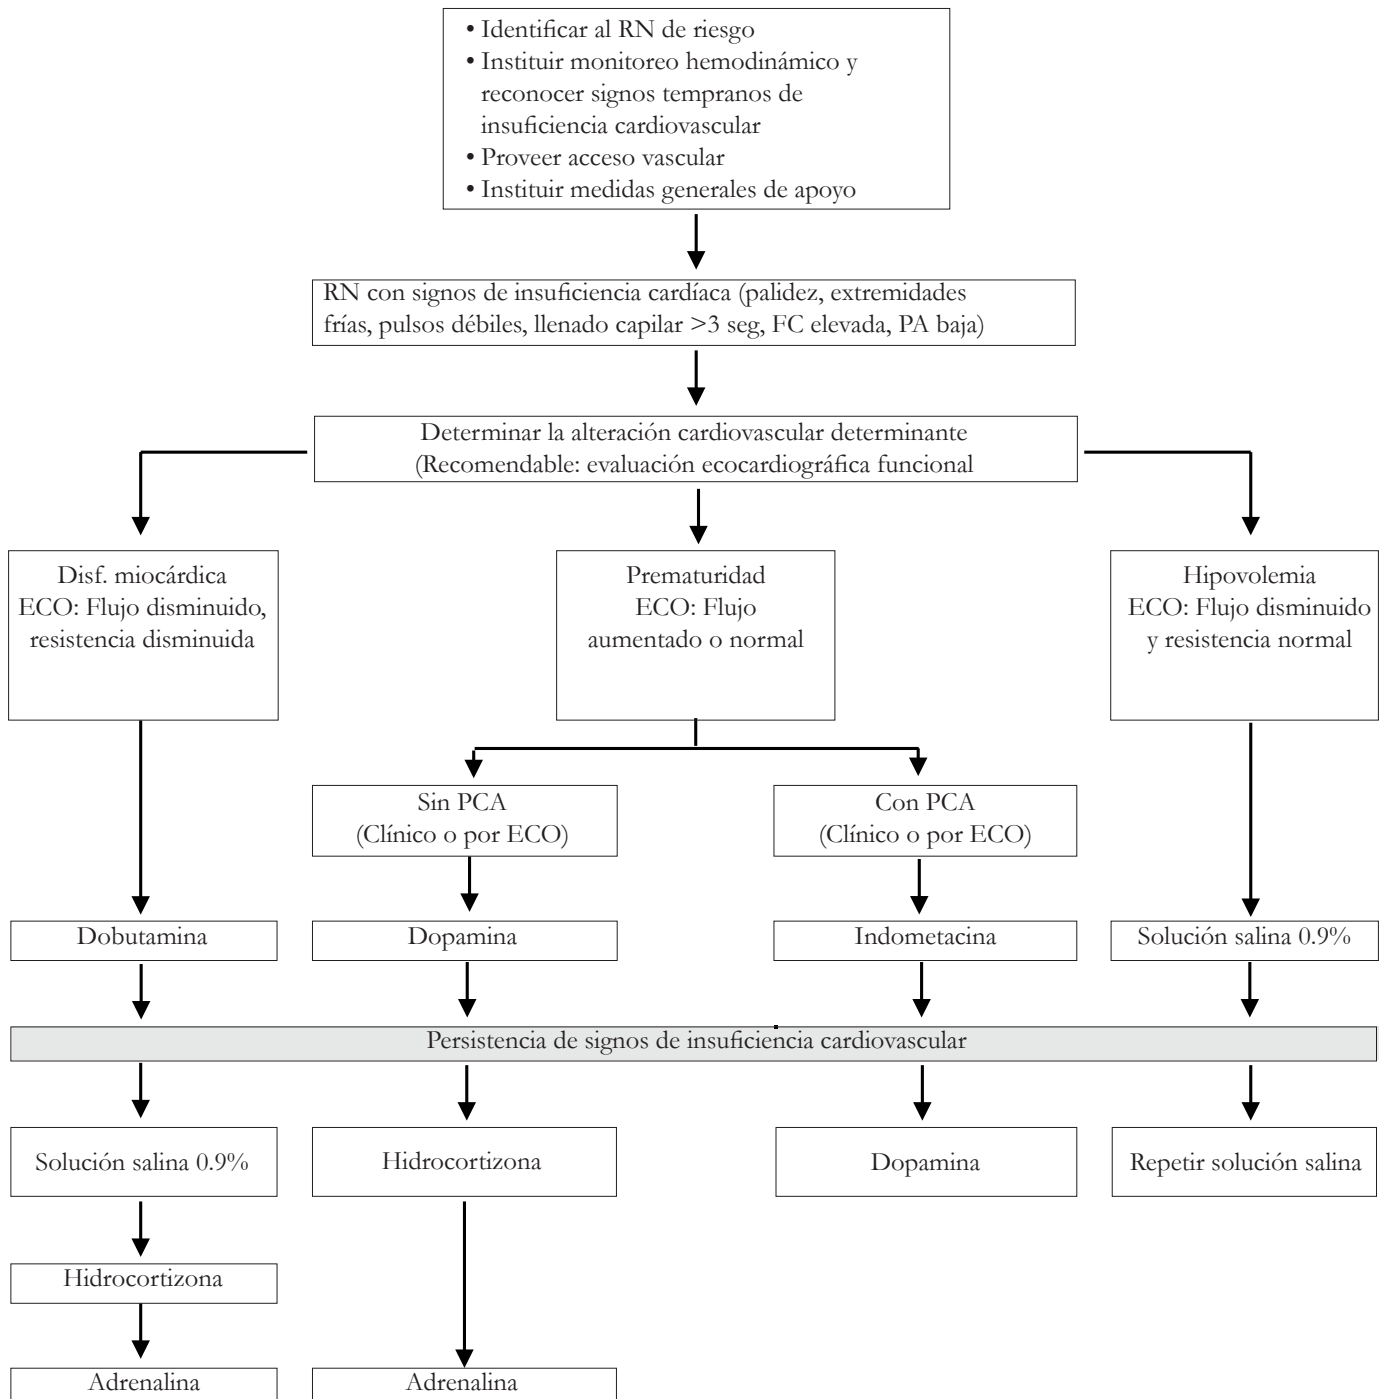 • Identificar al RN de riesgo
• Instituir monitoreo hemodinámico y
reconocer signos tempranos de
insuficiencia cardiovascular
• Proveer acceso vascular
• Instituir medidas generales de apoyo
RN con signos de insuficiencia cardíaca (palidez, extremidades
frías, pulsos débiles, llenado capilar >3 seg, FC elevada, PA baja)
Determinar la alteración cardiovascular determinante
(Recomendable: evaluación ecocardiográfica funcional
Disf. miocárdica
ECO: Flujo disminuido,
resistencia disminuida
Prematuridad
ECO: Flujo
aumentado o normal
Hipovolemia
ECO: Flujo disminuido
y resistencia normal
Sin PCA
(Clínico o por ECO)
Con PCA
(Clínico o por ECO)
Dobutamina
Dopamina
Indometacina
Solución salina 0.9%
Persistencia de signos de insuficiencia cardiovascular
Solución salina 0.9%
Hidrocortizona
Dopamina
Repetir solución salina
Hidrocortizona
Adrenalina
Adrenalina